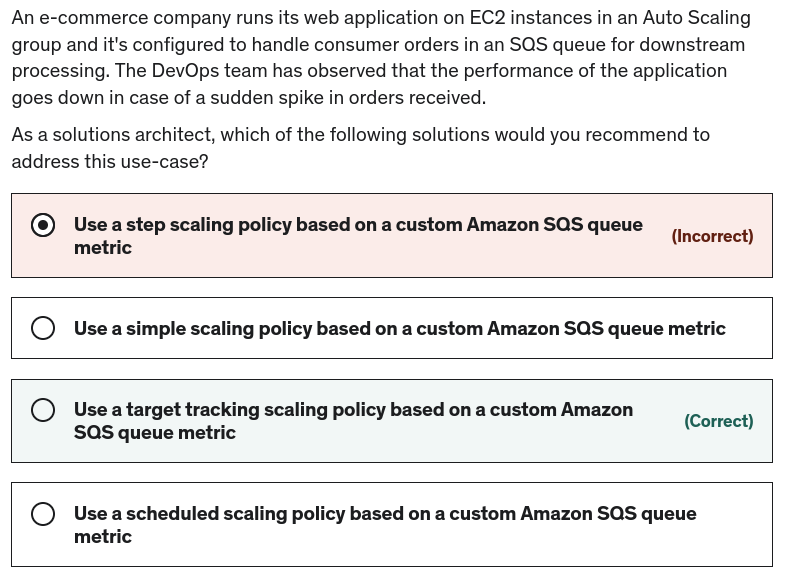 An e-commerce company runs its web application on EC2 instances in an Auto Scaling
group and it's configured to handle consumer orders in an SQS queue for downstream
processing. The DevOps team has observed that the performance of the application
goes down in case of a sudden spike in orders received.
As a solutions architect, which of the following solutions would you recommend to
address this use-case?
Use a step scaling policy based on a custom Amazon SQS queue
metric
(Incorrect)
Use a simple scaling policy based on a custom Amazon SQS queue metric
Use a target tracking scaling policy based on a custom Amazon
SQS queue metric
(Correct)
Use a scheduled scaling policy based on a custom Amazon SQS queue
metric